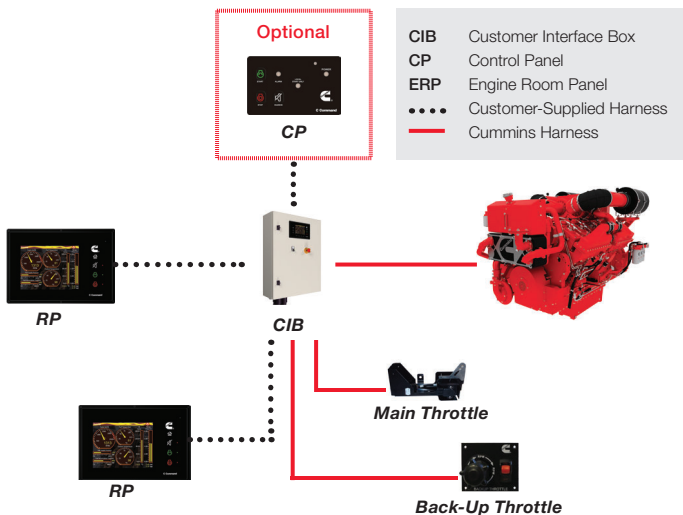 Optional
CP
CIB Customer Interface Box
CP Control Panel
ERP Engine Room Panel
Customer-Supplied Harness
Cummins Harness
RP
CIB
Main Throttle
RP
Back-Up Throttle